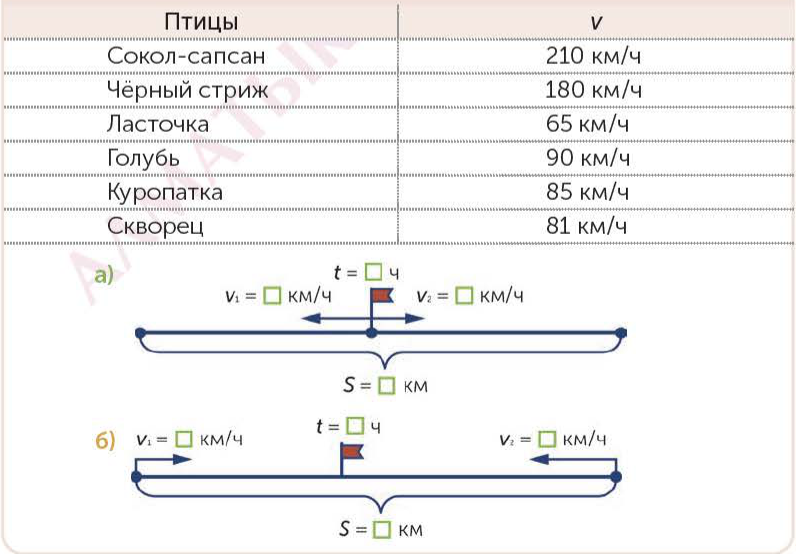 Птицы v
Сокол-сапсан 210 км/ч
Чёрный стриж 180 км/ч
Ласточка 65 км/ч
Голубь 90 км/ч
Куропатка 85 км/ч
Скворец 81 км/ч
АЛМАТЫК
а) t = □ ч
v₁ = □ км/ч v₂ = □ км/ч
S = □ км
б) v₁ = □ км/ч t = □ ч v₂ = □ км/ч
S = □ км